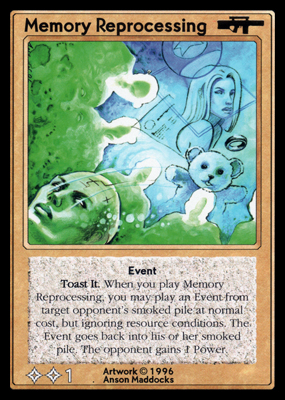 Memory Reprocessing
Event
Toast It. When you play Memory
Reprocessing, you may play an Event from
target opponent's smoked pile at normal
cost, but ignoring resource conditions. The
Event goes back into his or her smoked
pile. The opponent gains 1 Power.
1
Artwork © 1996
Anson Maddocks